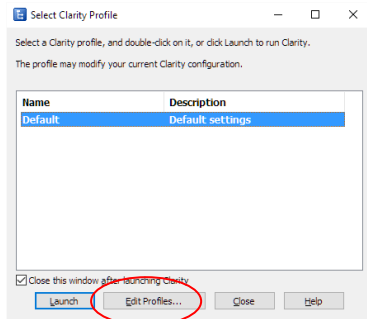 Select Clarity Profile
Select a Clarity profile, and double-click on it, or click Launch to run Clarity.
The profile may modify your current Clarity configuration.
Name Description
Default Default settings
Close this window after launching Clarity
Launch Edit Profiles... Close Help